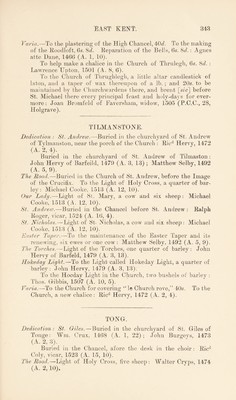 EAST KENT. 343
Varia.—To the plastering of the High Chancel, 40d. To the making
of the Roodloft, 6s. 8d. Reparation of the Bells, 6s. 8d.: Agnes
atte Dane, 1466 (A. 1, 10).
To help make a chalice in the Church of Throlegh, 6s. 8d.:
Lawrence Upton, 1501 (A. 8, 6).
To the Church of Throghlegh, a little altar candlestick of
laton, and a taper of wax thereupon of a lb.; and 20s. to be
maintained by the Churchwardens there, and brent [sic] before
St. Michael there every principal feast and holy-days for ever-
more: Joan Bromfeld of Faversham, widow, 1505 (P.C.C., 28,
Holgrave).
TILMANSTONE.
Dedication: St. Andrew.—Buried in the churchyard of St. Andrew
of Tylmanston, near the porch of the Church: Ricd Hervy, 1472
(A. 2, 4).
Buried in the churchyard of St. Andrew of Tilmanston:
John Hervy of Barfeild, 1479 (A. 3, 13); Matthew Selby, 1492
(A. 5, 9).
The Rood.—Buried in the Church of St. Andrew, before the Image
of the Crucifix. To the Light of Holy Cross, a quarter of bar-
ley: Michael Cooke, 1513 (A. 12, 10).
Our Lady.—Light of St. Mary, a cow and six sheep: Michael
Cooke, 1513 (A. 12, 10).
St. Andrew.—Buried in the Chancel before St. Andrew: Ralph
Roger, vicar, 1524 (A. 16, 4).
St. Nicholas.—Light of St. Nicholas, a cow and six sheep: Michael
Cooke, 1513 (A. 12, 10).
Easter Taper.—To the maintenance of the Easter Taper and its
renewing, six ewes or one cow: Matthew Selby, 1492 (A. 5, 9).
The Torches.—Light of the Torches, one quarter of barley: John
Hervy of Barfeld, 1479 (A. 3, 13).
Hokeday Light.—To the Light called Hokeday Light, a quarter of
barley: John Hervy, 1479 (A. 3, 13).
To the Hooday Light in the Church, two bushels of barley:
Thos. Gibbis, 1507 (A. 10, 5).
Varia.—To the Church for covering "le Church rove," 40s. To the
Church, a new chalice: Ricd Hervy, 1472 (A. 2, 4).
TONG.
Dedication: St. Giles.—Buried in the churchyard of St. Giles of
Tonge: Wm. Crux, 1468 (A. 1, 22); John Burgeys, 1473
(A. 2, 3).
Buried in the Chancel, afore the desk in the choir: Ricd
Coly, vicar, 1523 (A. 15, 10).
The Rood.—Light of Holy Cross, five sheep: Walter Cryps, 1474
(A. 2, 10).